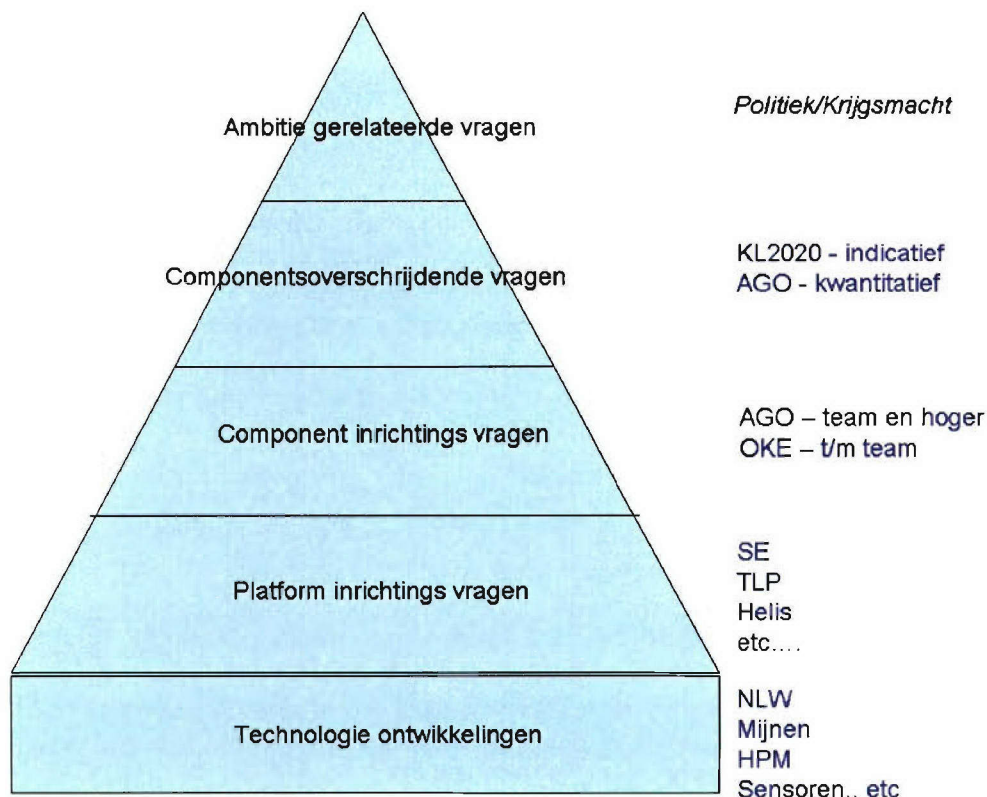 Ambitie gerelateerde vragen
Politiek/Krijgsmacht
Componentsoverschrijdende vragen
KL2020 - indicatief
AGO - kwantitatief
Component inrichtings vragen
AGO – team en hoger
OKE – t/m team
Platform inrichtings vragen
SE
TLP
Helis
etc....
Technologie ontwikkelingen
NLW
Mijnen
HPM
Sensoren.. etc